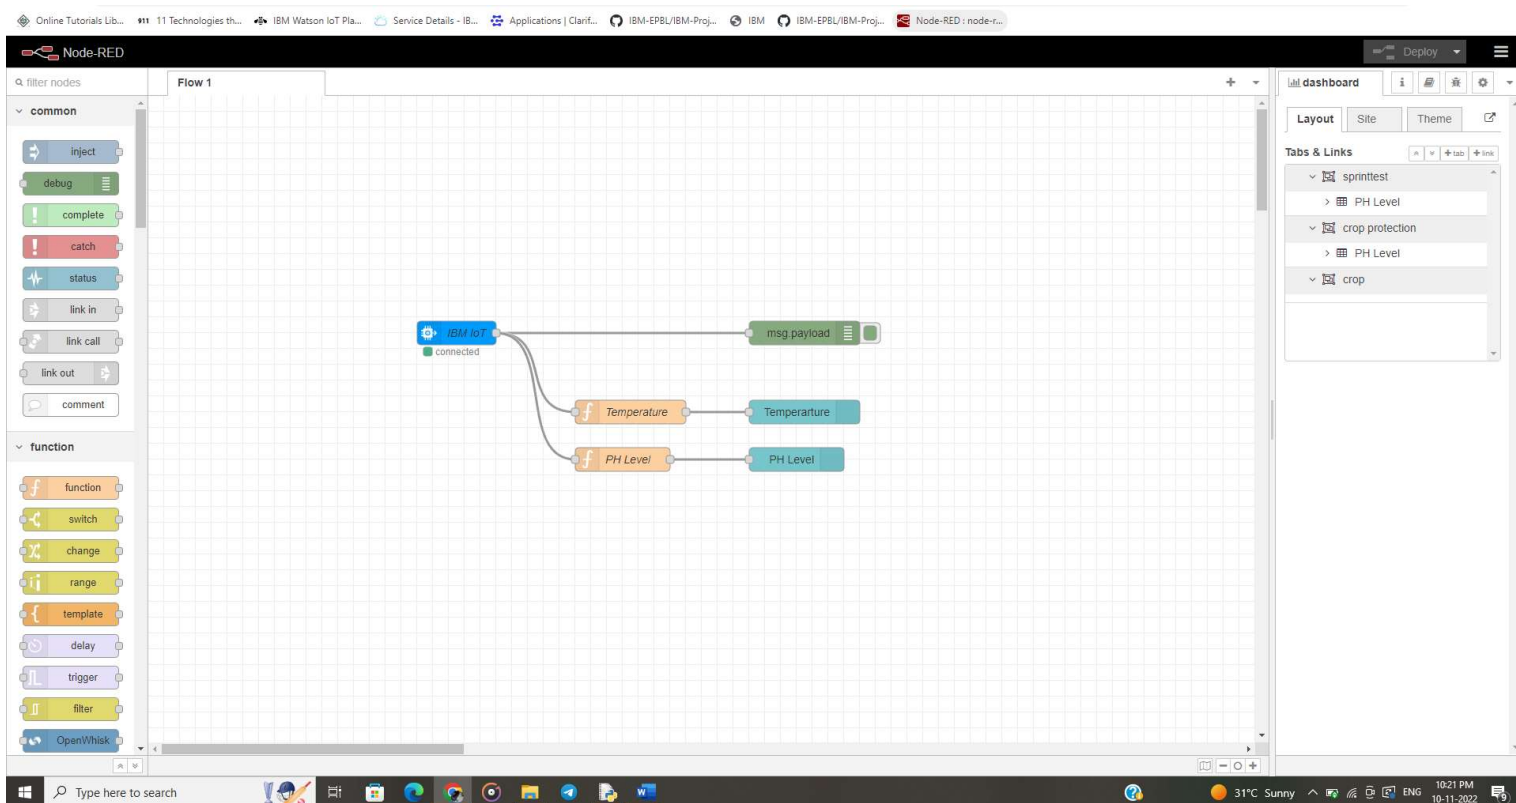 Online Tutorials Lib... 911 11 Technologies th... IBM Watson IoT Pla... Service Details - IB... Applications | Clarif... IBM-EPBL/IBM-Proj... IBM IBM-EPBL/IBM-Proj... Node-RED : node-r...
Node-RED
Deploy
filter nodes
Flow 1
dashboard
common
inject
debug
complete
catch
status
link in
link call
link out
comment
function
function
switch
change
range
template
delay
trigger
filter
OpenWhisk
IBM IoT
connected
msg.payload
Temperature
Temperarture
PH Level
PH Level
Layout Site Theme
Tabs & Links
+ tab + link
sprinttest
PH Level
crop protection
PH Level
crop
Type here to search
31°C Sunny
ENG
10:21 PM
10-11-2022
9